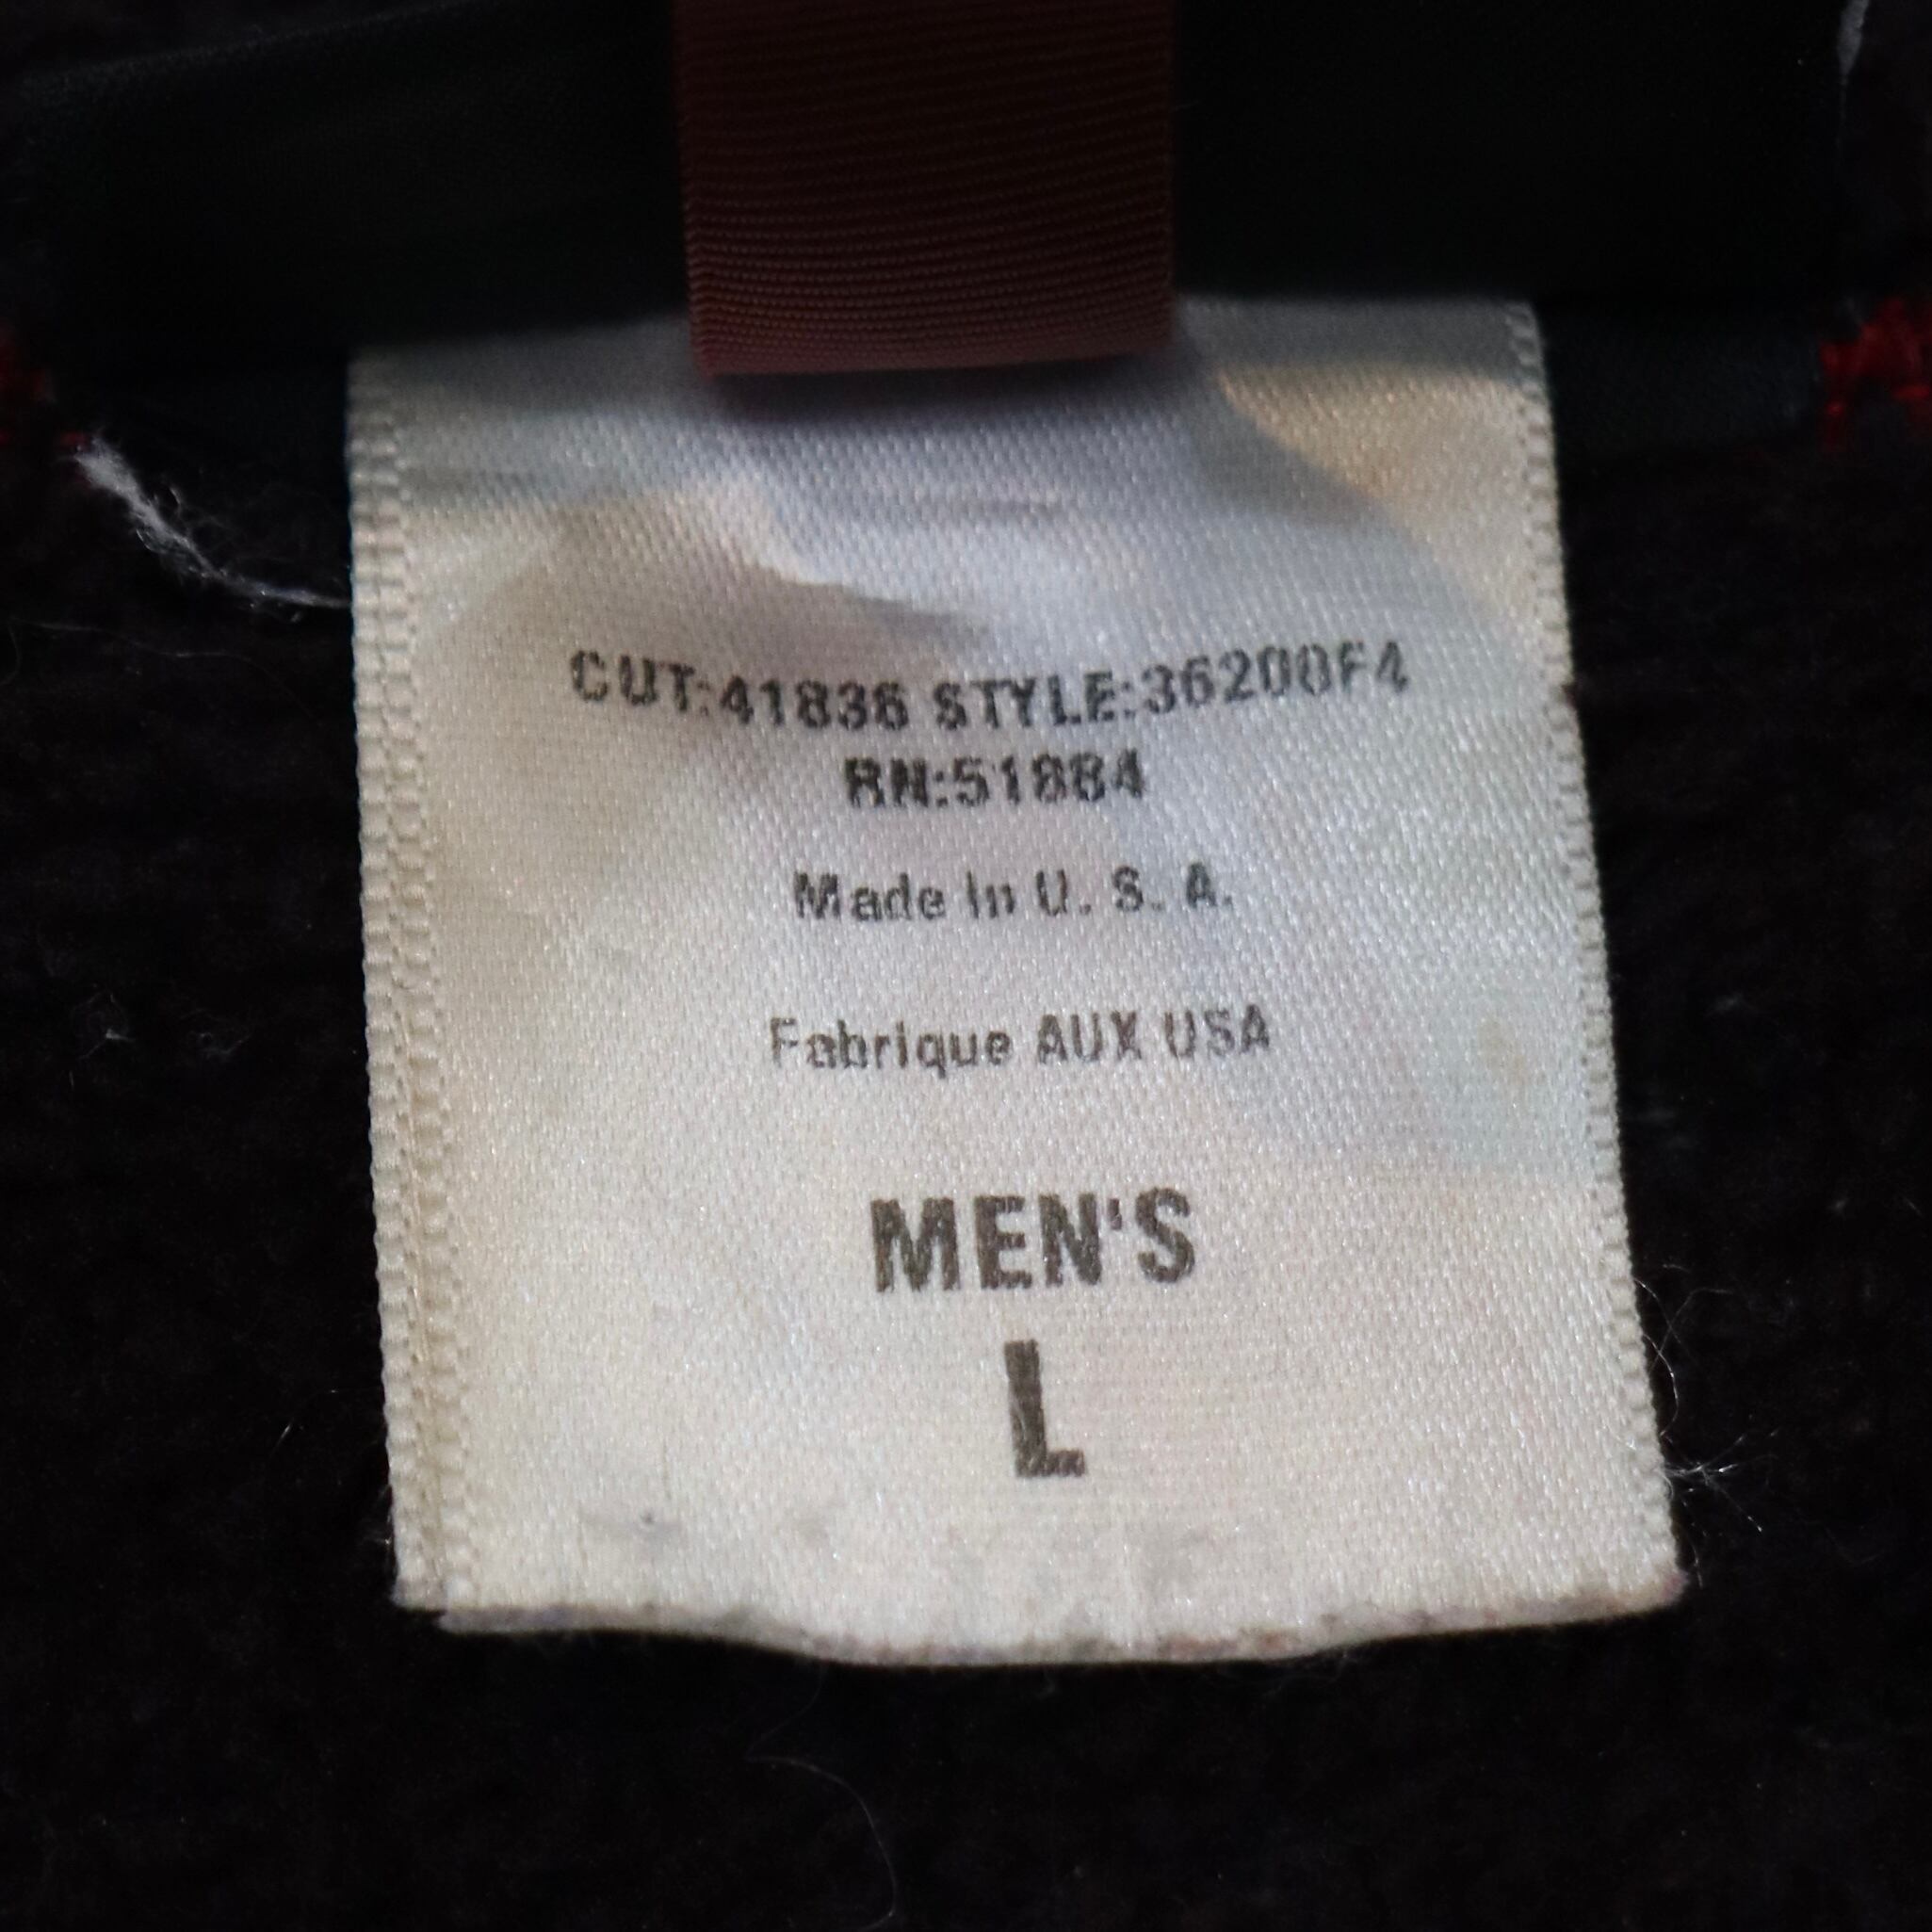 CUT:41836 STYLE:36200F4
RN:51884
Made In U. S. A.
Fabrique AUX USA
MEN'S
L